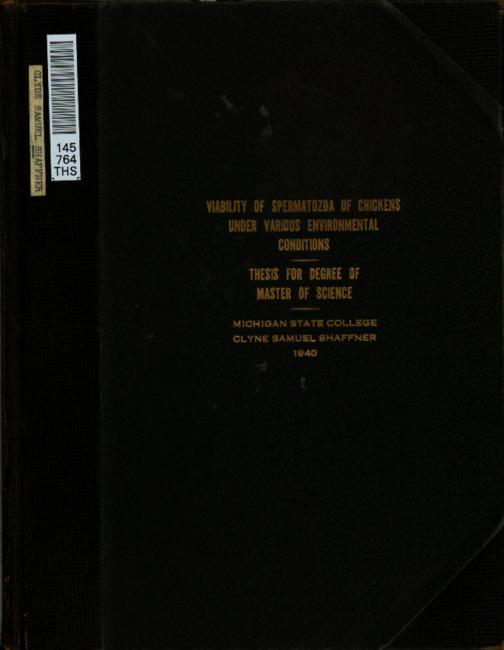 CLYDE SAMUEL SHAFFNER
145
764
THS
VIABILITY OF SPERMATOZOA OF CHICKENS
UNDER VARIOUS ENVIRONMENTAL
CONDITIONS
THESIS FOR DEGREE OF
MASTER OF SCIENCE
MICHIGAN STATE COLLEGE
CLYNE SAMUEL SHAFFNER
1940